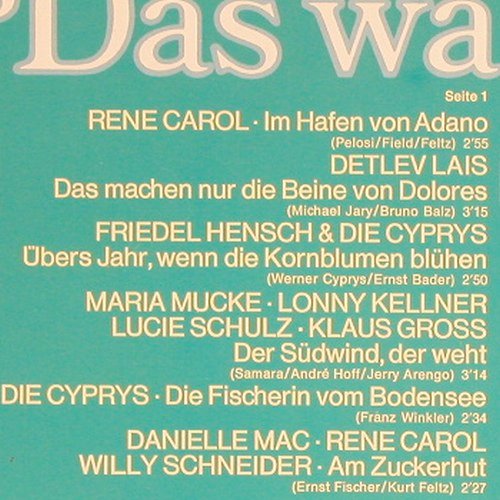 Das wa
Seite 1
RENE CAROL · Im Hafen von Adano
(Pelosi/Field/Feltz) 2'55
DETLEV LAIS
Das machen nur die Beine von Dolores
(Michael Jary/Bruno Balz) 3'15
FRIEDEL HENSCH & DIE CYPRYS
Übers Jahr, wenn die Kornblumen blühen
(Werner Cyprys/Ernst Bader) 2'50
MARIA MUCKE · LONNY KELLNER
LUCIE SCHULZ · KLAUS GROSS
Der Südwind, der weht
(Samara/André Hoff/Jerry Arengo) 3'14
DIE CYPRYS · Die Fischerin vom Bodensee
(Franz Winkler) 2'34
DANIELLE MAC · RENE CAROL
WILLY SCHNEIDER · Am Zuckerhut
(Ernst Fischer/Kurt Feltz) 2'27